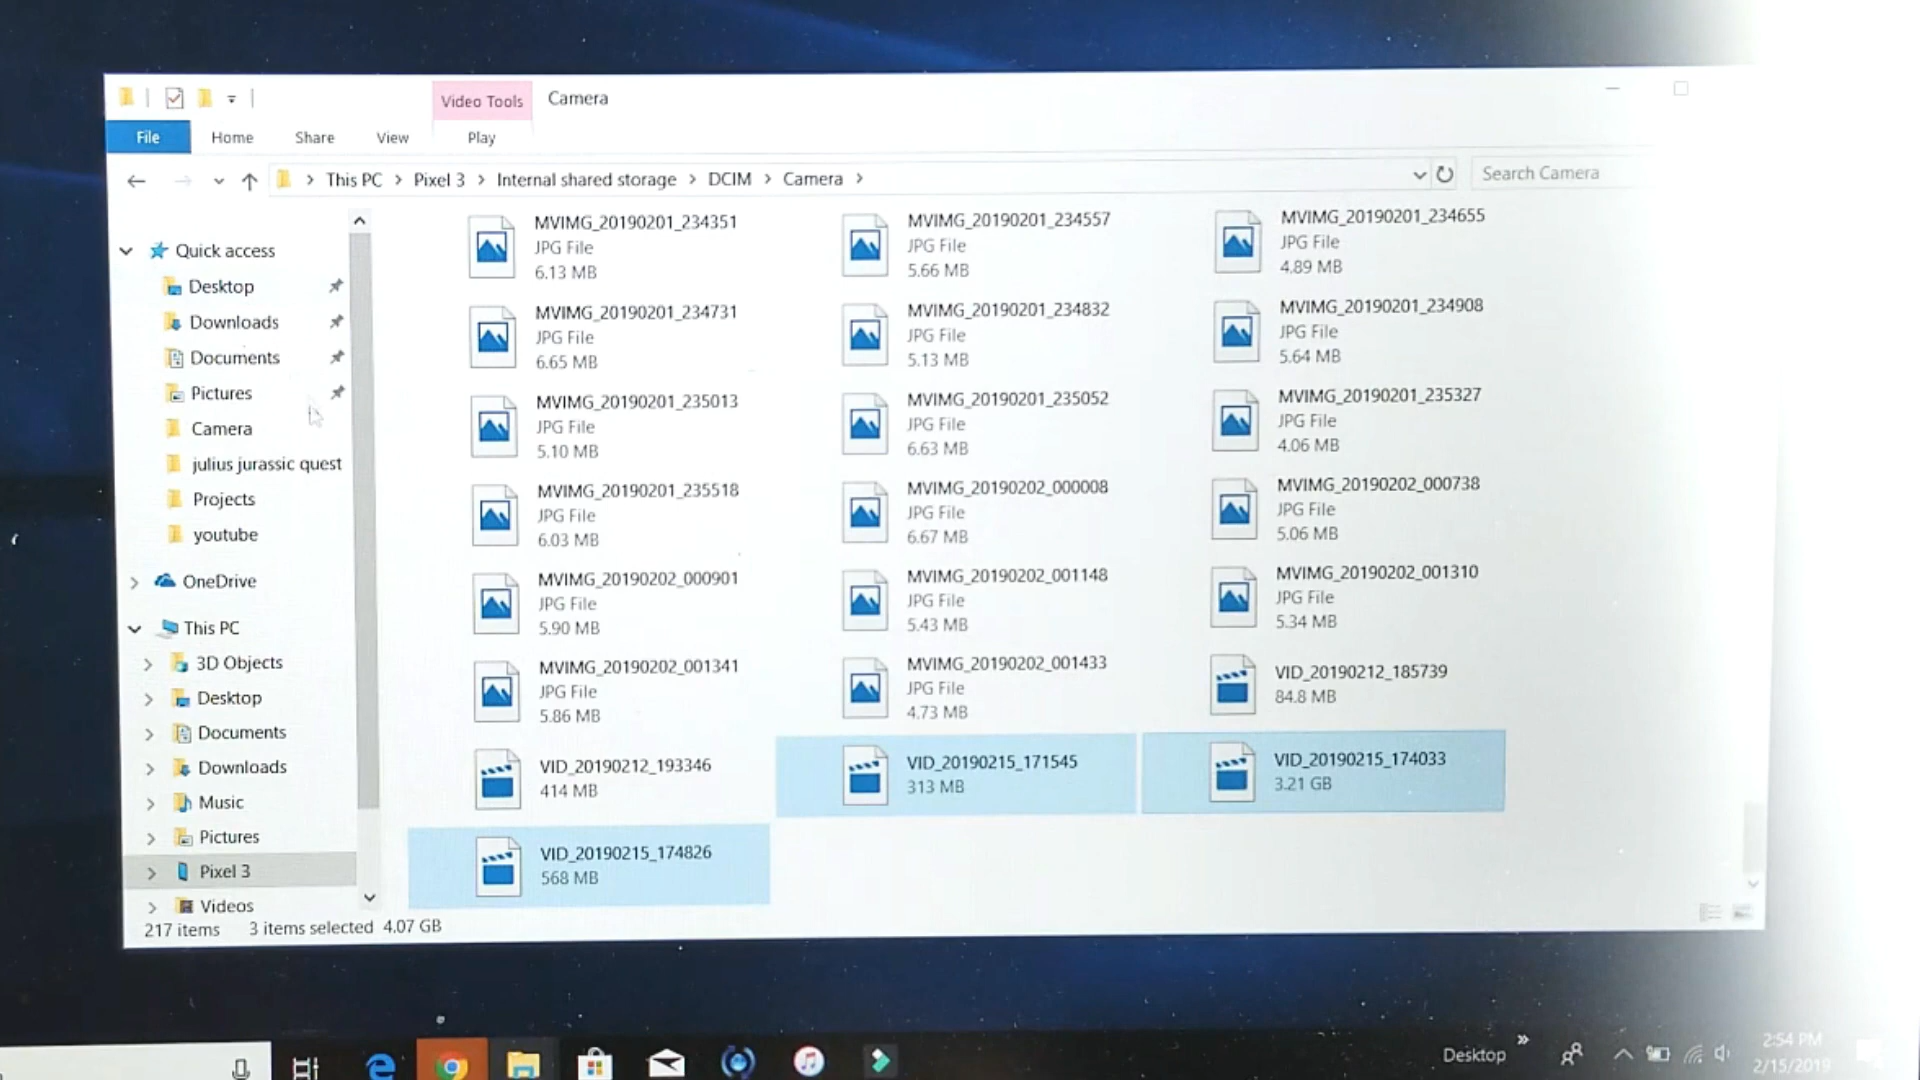 Video Tools
Camera
File
Home
Share
View
Play
This PC
Pixel 3
Internal shared storage
DCIM
Camera
Search Camera
Quick access
Desktop
Downloads
Documents
Pictures
Camera
julius jurassic quest
Projects
youtube
OneDrive
This PC
3D Objects
Desktop
Documents
Downloads
Music
Pictures
Pixel 3
Videos
MVIMG_20190201_234351
JPG File
6.13 MB
MVIMG_20190201_234557
JPG File
5.66 MB
MVIMG_20190201_234655
JPG File
4.89 MB
MVIMG_20190201_234731
JPG File
6.65 MB
MVIMG_20190201_234832
JPG File
5.13 MB
MVIMG_20190201_234908
JPG File
5.64 MB
MVIMG_20190201_235013
JPG File
5.10 MB
MVIMG_20190201_235052
JPG File
6.63 MB
MVIMG_20190201_235327
JPG File
4.06 MB
MVIMG_20190201_235518
JPG File
6.03 MB
MVIMG_20190202_000008
JPG File
6.67 MB
MVIMG_20190202_000738
JPG File
5.06 MB
MVIMG_20190202_000901
JPG File
5.90 MB
MVIMG_20190202_001148
JPG File
5.43 MB
MVIMG_20190202_001310
JPG File
5.34 MB
MVIMG_20190202_001341
JPG File
5.86 MB
MVIMG_20190202_001433
JPG File
4.73 MB
VID_20190212_185739
84.8 MB
VID_20190212_193346
414 MB
VID_20190215_171545
313 MB
VID_20190215_174033
3.21 GB
VID_20190215_174826
568 MB
217 items
3 items selected 4.07 GB
Desktop
2:54 PM
2/15/2019